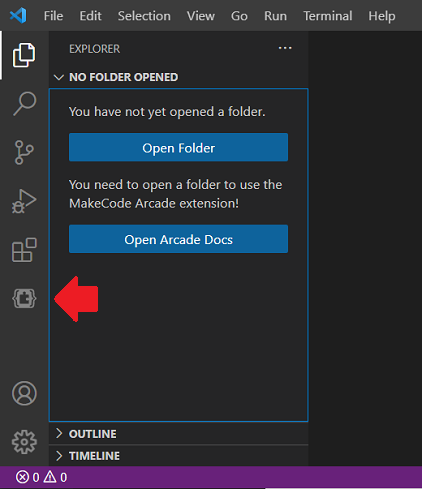 File Edit Selection View Go Run Terminal Help
EXPLORER ...
NO FOLDER OPENED
You have not yet opened a folder.
Open Folder
You need to open a folder to use the
MakeCode Arcade extension!
Open Arcade Docs
OUTLINE
TIMELINE
0 0